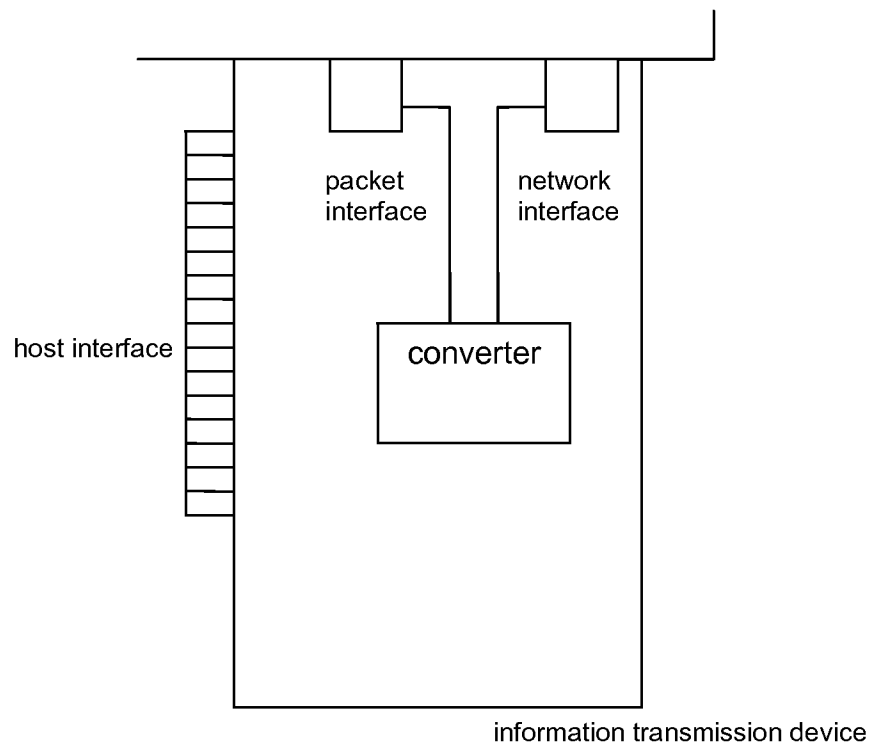 packet
interface
network
interface
host interface
converter
information transmission device